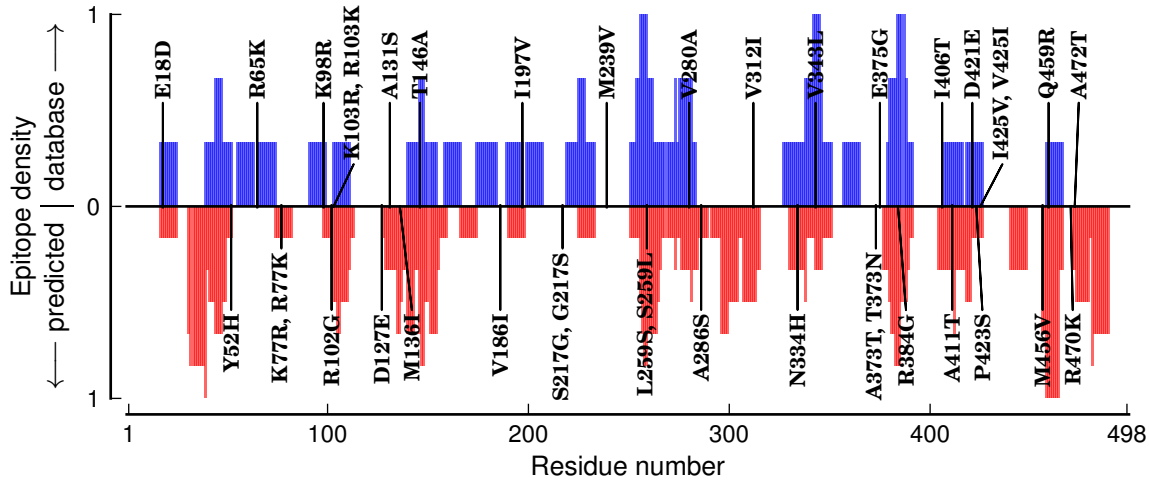 Epitope density
← predicted | database →
1
0
1
E18D
R65K
K98R
K103R, R103K
A131S
T146A
I197V
M239V
V280A
V312I
V343L
E375G
I406T
D421E
I425V, V425I
Q459R
A472T
Y52H
K77R, R77K
R102G
D127E
M136I
V186I
S217G, G217S
L259S, S259L
A286S
N334H
A373T, T373N
R384G
A411T
P423S
M456V
R470K
1 100 200 300 400 498
Residue number